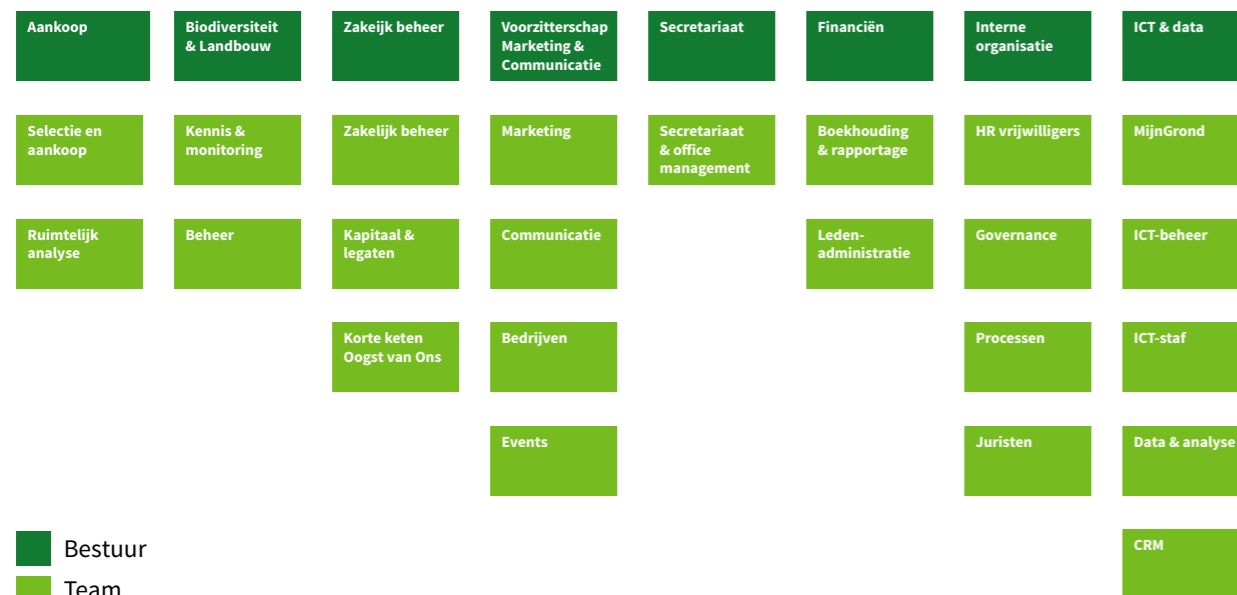 Aankoop
Biodiversiteit
& Landbouw
Zakeijk beheer
Voorzitterschap
Marketing &
Communicatie
Secretariaat
Financiën
Interne
organisatie
ICT & data
Selectie en
aankoop
Kennis &
monitoring
Zakelijk beheer
Marketing
Secretariaat
& office
management
Boekhouding
& rapportage
HR vrijwilligers
MijnGrond
Ruimtelijk
analyse
Beheer
Kapitaal &
legaten
Communicatie
Leden-
administratie
Governance
ICT-beheer
Korte keten
Oogst van Ons
Bedrijven
Processen
ICT-staf
Events
Juristen
Data & analyse
CRM
Bestuur
Team